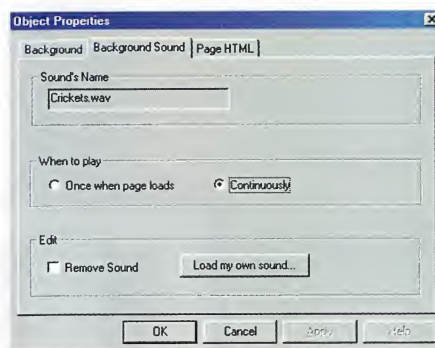 Object Properties
Background Background Sound Page HTML
Sound's Name
Crickets.wav
When to play
Once when page loads Continuously
Edit
Remove Sound Load my own sound...
OK Cancel Apply Help